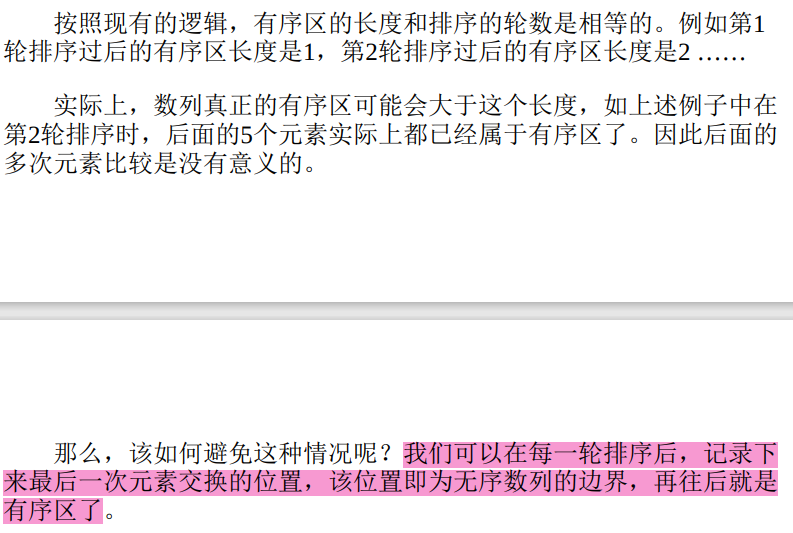 按照现有的逻辑，有序区的长度和排序的轮数是相等的。例如第1
轮排序过后的有序区长度是1，第2轮排序过后的有序区长度是2 ……
实际上，数列真正的有序区可能会大于这个长度，如上述例子中在
第2轮排序时，后面的5个元素实际上都已经属于有序区了。因此后面的
多次元素比较是没有意义的。
那么，该如何避免这种情况呢？我们可以在每一轮排序后，记录下
来最后一次元素交换的位置，该位置即为无序数列的边界，再往后就是
有序区了。